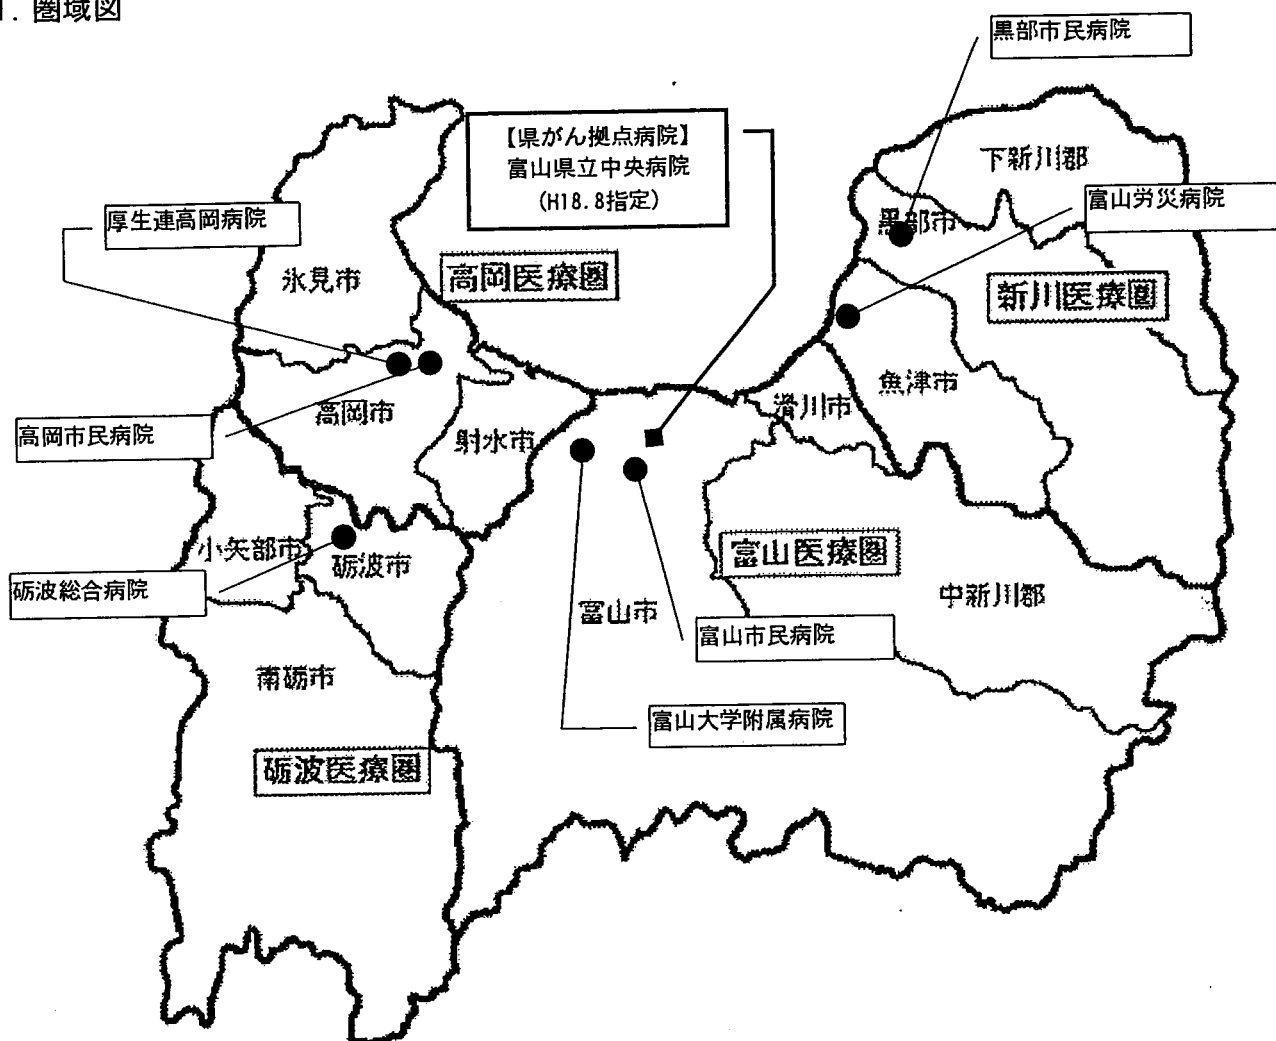 1. 圏域図
黒部市民病院
【県がん拠点病院】
富山県立中央病院
(H18.8指定)
下新川郡
富山労災病院
厚生連高岡病院
黒部市
氷見市
高岡医療圏
新川医療圏
魚津市
滑川市
高岡市
高岡市民病院
射水市
小矢部市
砺波市
富山医療圏
砺波総合病院
富山市
中新川郡
富山市民病院
南砺市
富山大学附属病院
砺波医療圏